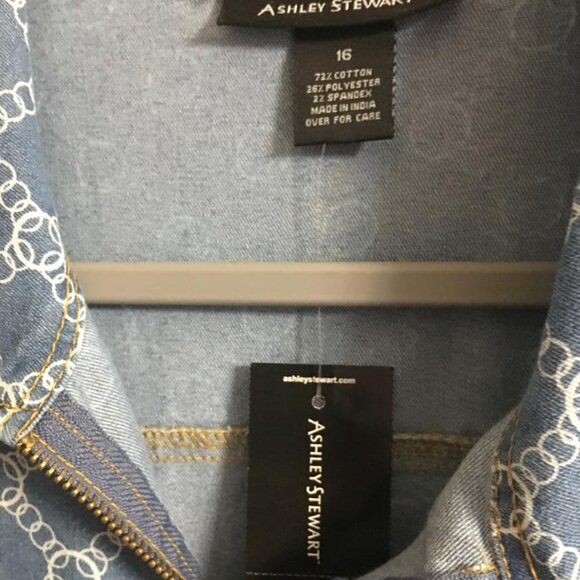 ASHLEY STEWART
16
72% COTTON
26% POLYESTER
2% SPANDEX
MADE IN INDIA
OVER FOR CARE
ashleystewart.com
ASHLEY STEWART®